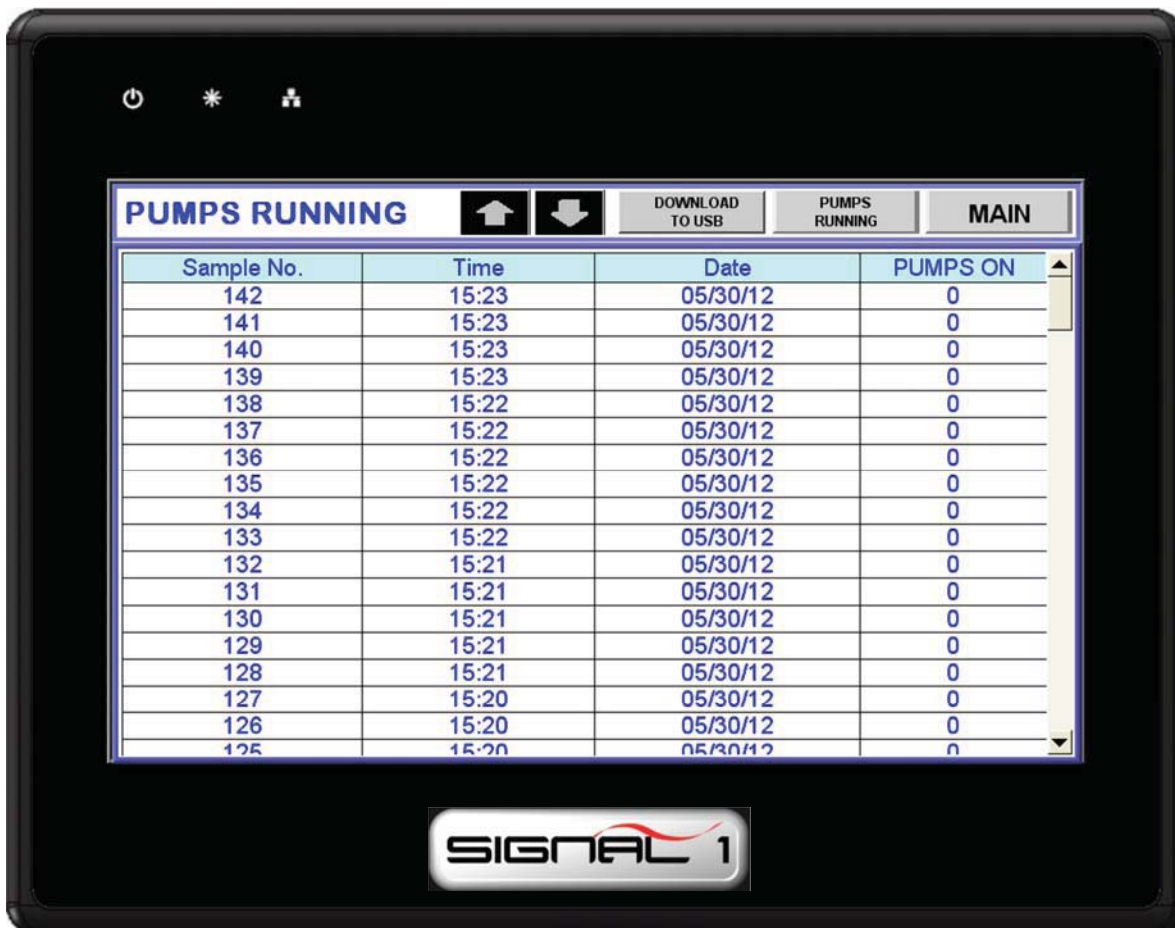 PUMPS RUNNING
DOWNLOAD
TO USB
PUMPS
RUNNING
MAIN
Sample No. Time Date PUMPS ON
142 15:23 05/30/12 0
141 15:23 05/30/12 0
140 15:23 05/30/12 0
139 15:23 05/30/12 0
138 15:22 05/30/12 0
137 15:22 05/30/12 0
136 15:22 05/30/12 0
135 15:22 05/30/12 0
134 15:22 05/30/12 0
133 15:22 05/30/12 0
132 15:21 05/30/12 0
131 15:21 05/30/12 0
130 15:21 05/30/12 0
129 15:21 05/30/12 0
128 15:21 05/30/12 0
127 15:20 05/30/12 0
126 15:20 05/30/12 0
125 15:20 05/30/12 0
SIGNAL 1